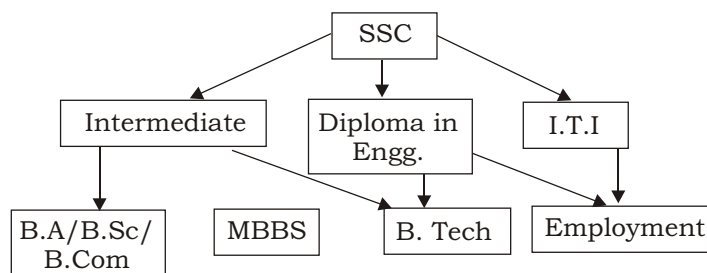 SSC
Intermediate
Diploma in
Engg.
I.T.I
B.A/B.Sc/
B.Com
MBBS
B. Tech
Employment